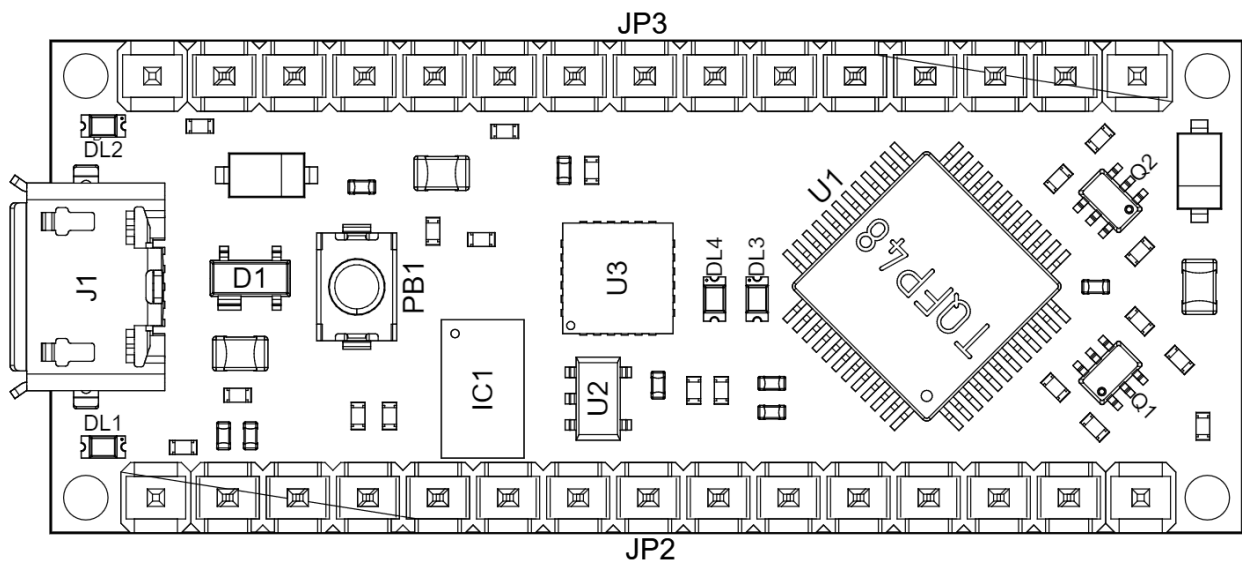 JP3
DL2
Q2
U1
TQFP48
DL4
DL3
U3
D1
J1
PB1
IC1
U2
DL1
Q1
JP2